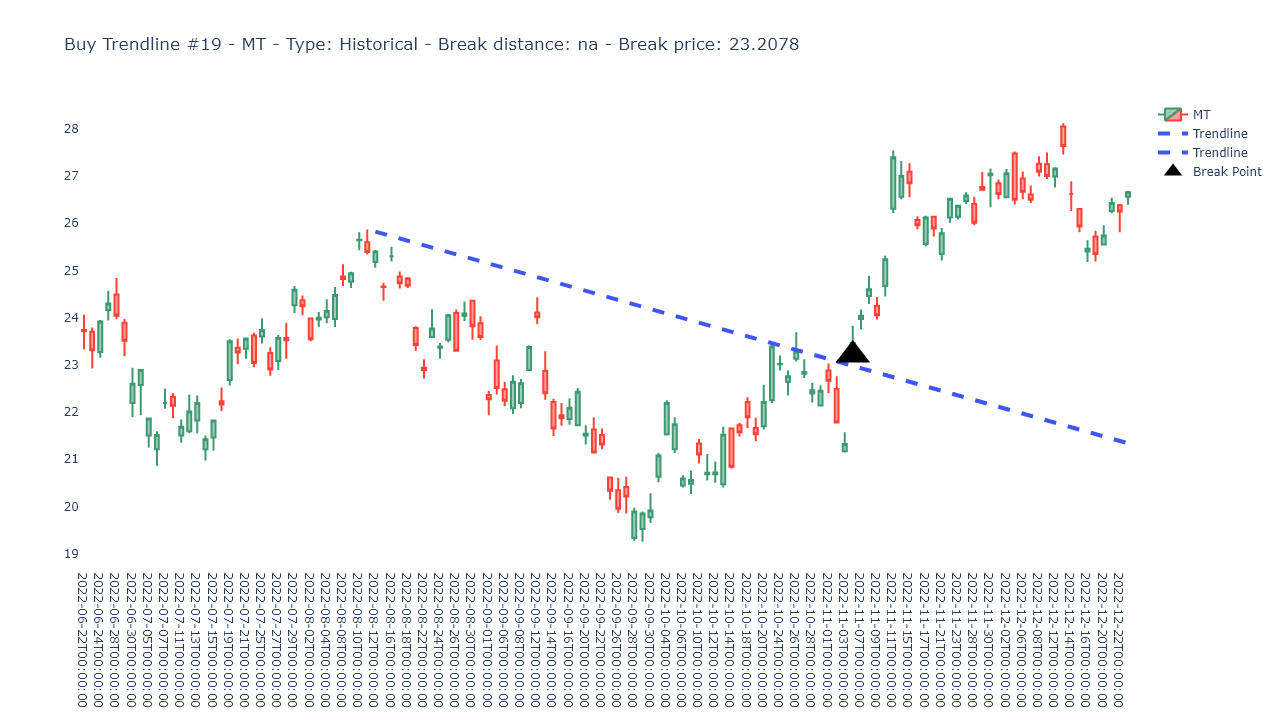 Buy Trendline #19 - MT - Type: Historical - Break distance: na - Break price: 23.2078
MT
Trendline
Trendline
Break Point
28
27
26
25
24
23
22
21
20
19
2022-06-22T00:00:00
2022-06-24T00:00:00
2022-06-28T00:00:00
2022-06-30T00:00:00
2022-07-05T00:00:00
2022-07-07T00:00:00
2022-07-11T00:00:00
2022-07-13T00:00:00
2022-07-15T00:00:00
2022-07-19T00:00:00
2022-07-21T00:00:00
2022-07-25T00:00:00
2022-07-27T00:00:00
2022-07-29T00:00:00
2022-08-02T00:00:00
2022-08-04T00:00:00
2022-08-08T00:00:00
2022-08-10T00:00:00
2022-08-12T00:00:00
2022-08-16T00:00:00
2022-08-18T00:00:00
2022-08-22T00:00:00
2022-08-24T00:00:00
2022-08-26T00:00:00
2022-08-30T00:00:00
2022-09-01T00:00:00
2022-09-06T00:00:00
2022-09-08T00:00:00
2022-09-12T00:00:00
2022-09-14T00:00:00
2022-09-16T00:00:00
2022-09-20T00:00:00
2022-09-22T00:00:00
2022-09-26T00:00:00
2022-09-28T00:00:00
2022-09-30T00:00:00
2022-10-04T00:00:00
2022-10-06T00:00:00
2022-10-10T00:00:00
2022-10-12T00:00:00
2022-10-14T00:00:00
2022-10-18T00:00:00
2022-10-20T00:00:00
2022-10-24T00:00:00
2022-10-26T00:00:00
2022-10-28T00:00:00
2022-11-01T00:00:00
2022-11-03T00:00:00
2022-11-07T00:00:00
2022-11-09T00:00:00
2022-11-11T00:00:00
2022-11-15T00:00:00
2022-11-17T00:00:00
2022-11-21T00:00:00
2022-11-23T00:00:00
2022-11-28T00:00:00
2022-11-30T00:00:00
2022-12-02T00:00:00
2022-12-06T00:00:00
2022-12-08T00:00:00
2022-12-12T00:00:00
2022-12-14T00:00:00
2022-12-16T00:00:00
2022-12-20T00:00:00
2022-12-22T00:00:00